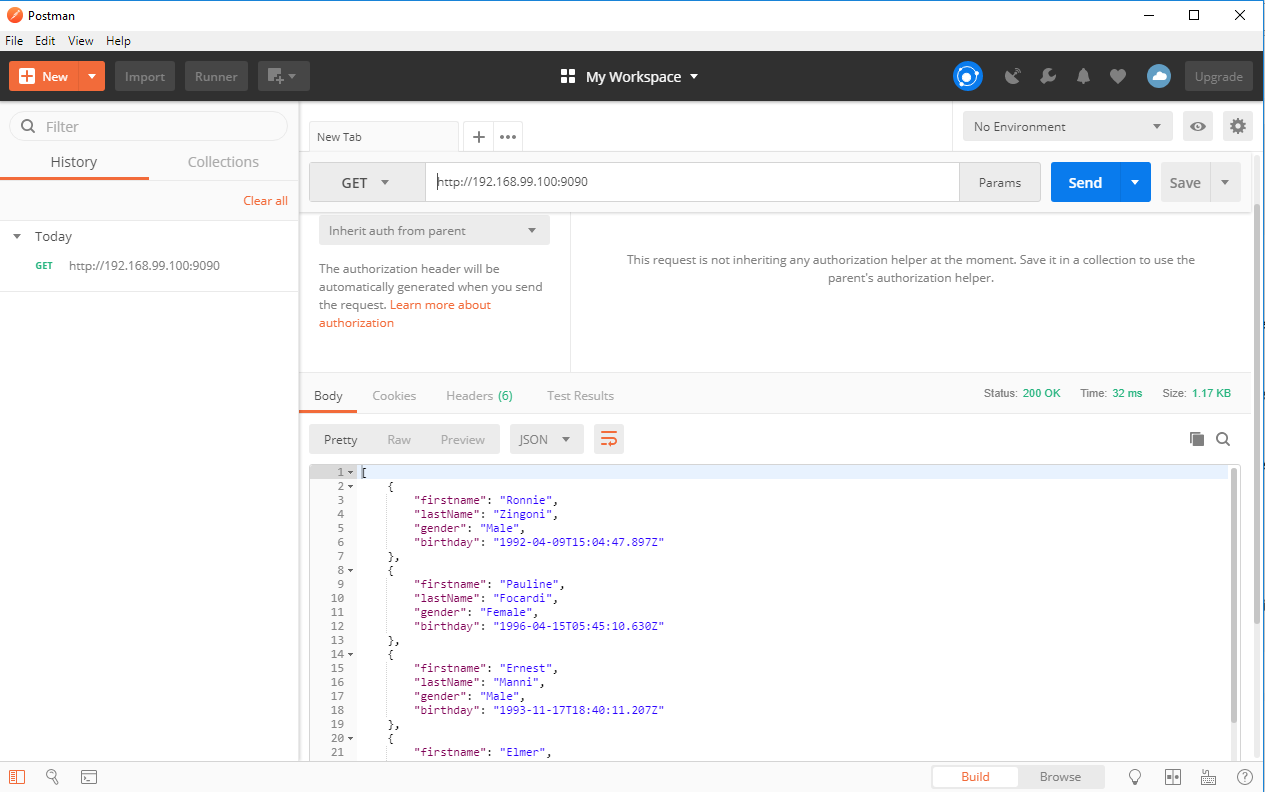 Postman
File Edit View Help
New Import Runner My Workspace Upgrade
Filter
History Collections
Clear all
Today
GET http://192.168.99.100:9090
New Tab
No Environment
GET http://192.168.99.100:9090 Params Send Save
Inherit auth from parent
The authorization header will be
automatically generated when you send
the request. Learn more about
authorization
This request is not inheriting any authorization helper at the moment. Save it in a collection to use the
parent's authorization helper.
Body Cookies Headers (6) Test Results Status: 200 OK Time: 32 ms Size: 1.17 KB
Pretty Raw Preview JSON
1 [
2 {
3 "firstname": "Ronnie",
4 "lastName": "Zingoni",
5 "gender": "Male",
6 "birthday": "1992-04-09T15:04:47.897Z"
7 },
8 {
9 "firstname": "Pauline",
10 "lastName": "Focardi",
11 "gender": "Female",
12 "birthday": "1996-04-15T05:45:10.630Z"
13 },
14 {
15 "firstname": "Ernest",
16 "lastName": "Manni",
17 "gender": "Male",
18 "birthday": "1993-11-17T18:40:11.207Z"
19 },
20 {
21 "firstname": "Elmer",
Build Browse